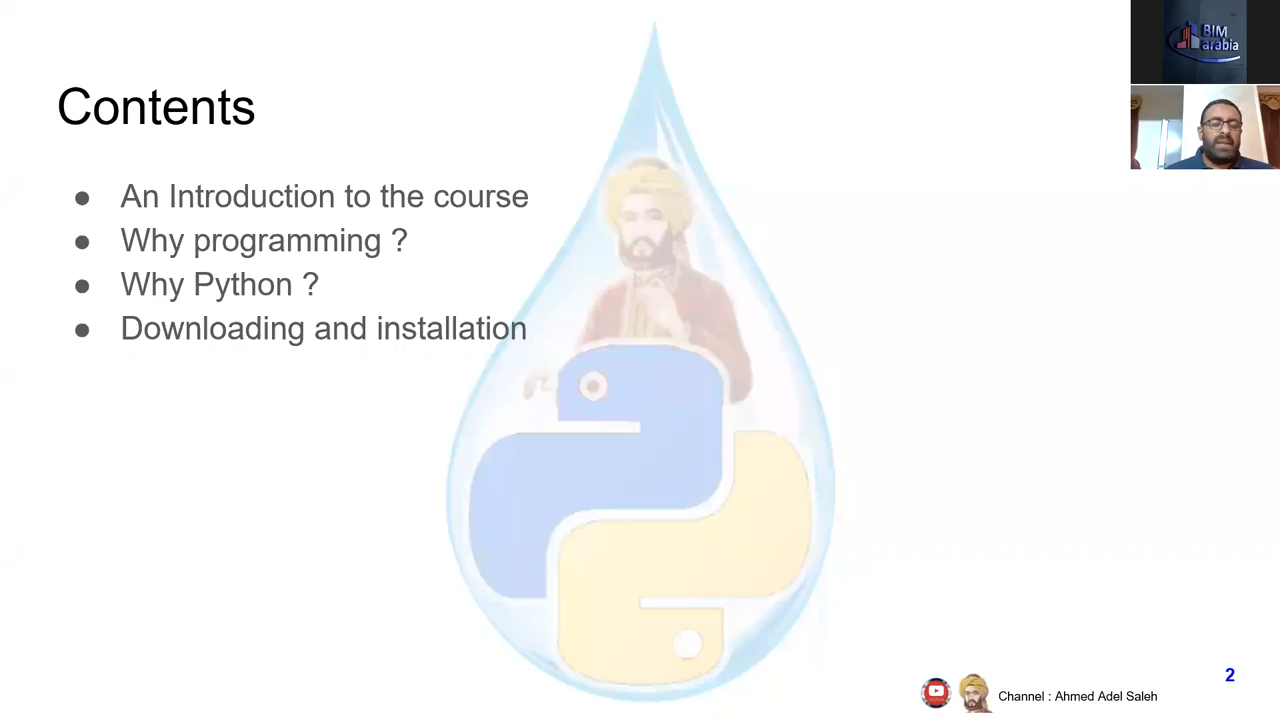 BIM
arabia
Contents
● An Introduction to the course
● Why programming ?
● Why Python ?
● Downloading and installation
Channel : Ahmed Adel Saleh
2